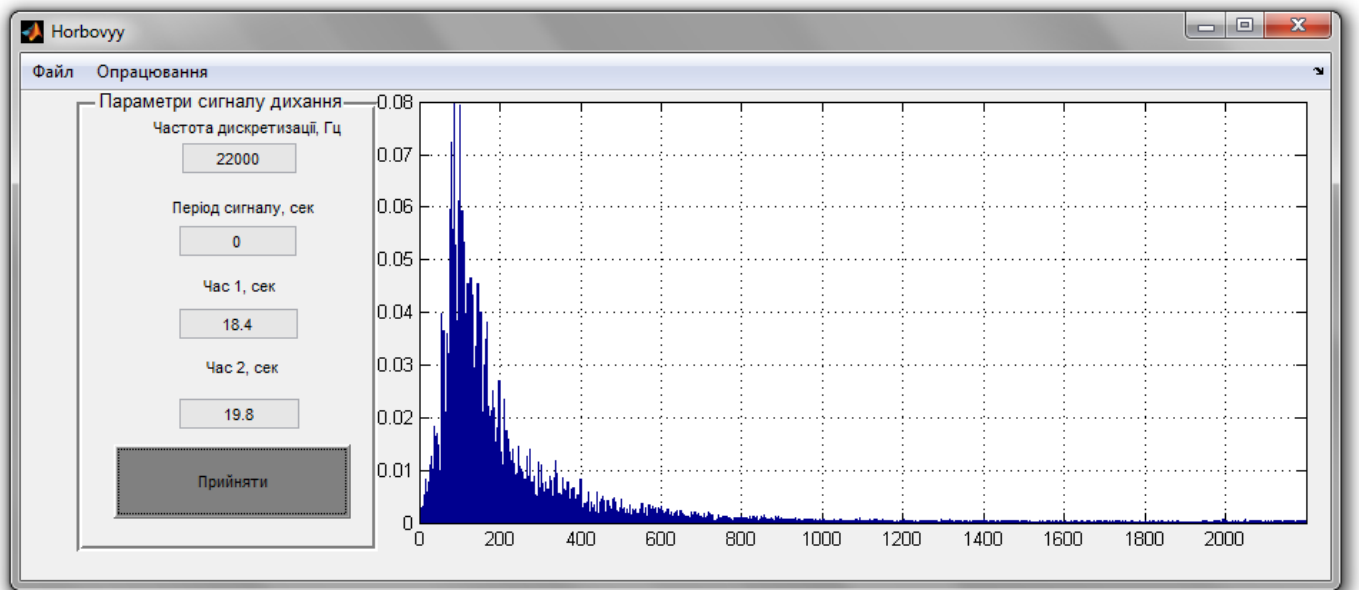 Horbovyy
Файл Опрацювання
Параметри сигналу дихання
Частота дискретизації, Гц
22000
Період сигналу, сек
0
Час 1, сек
18.4
Час 2, сек
19.8
Прийняти
0.08
0.07
0.06
0.05
0.04
0.03
0.02
0.01
0
0 200 400 600 800 1000 1200 1400 1600 1800 2000